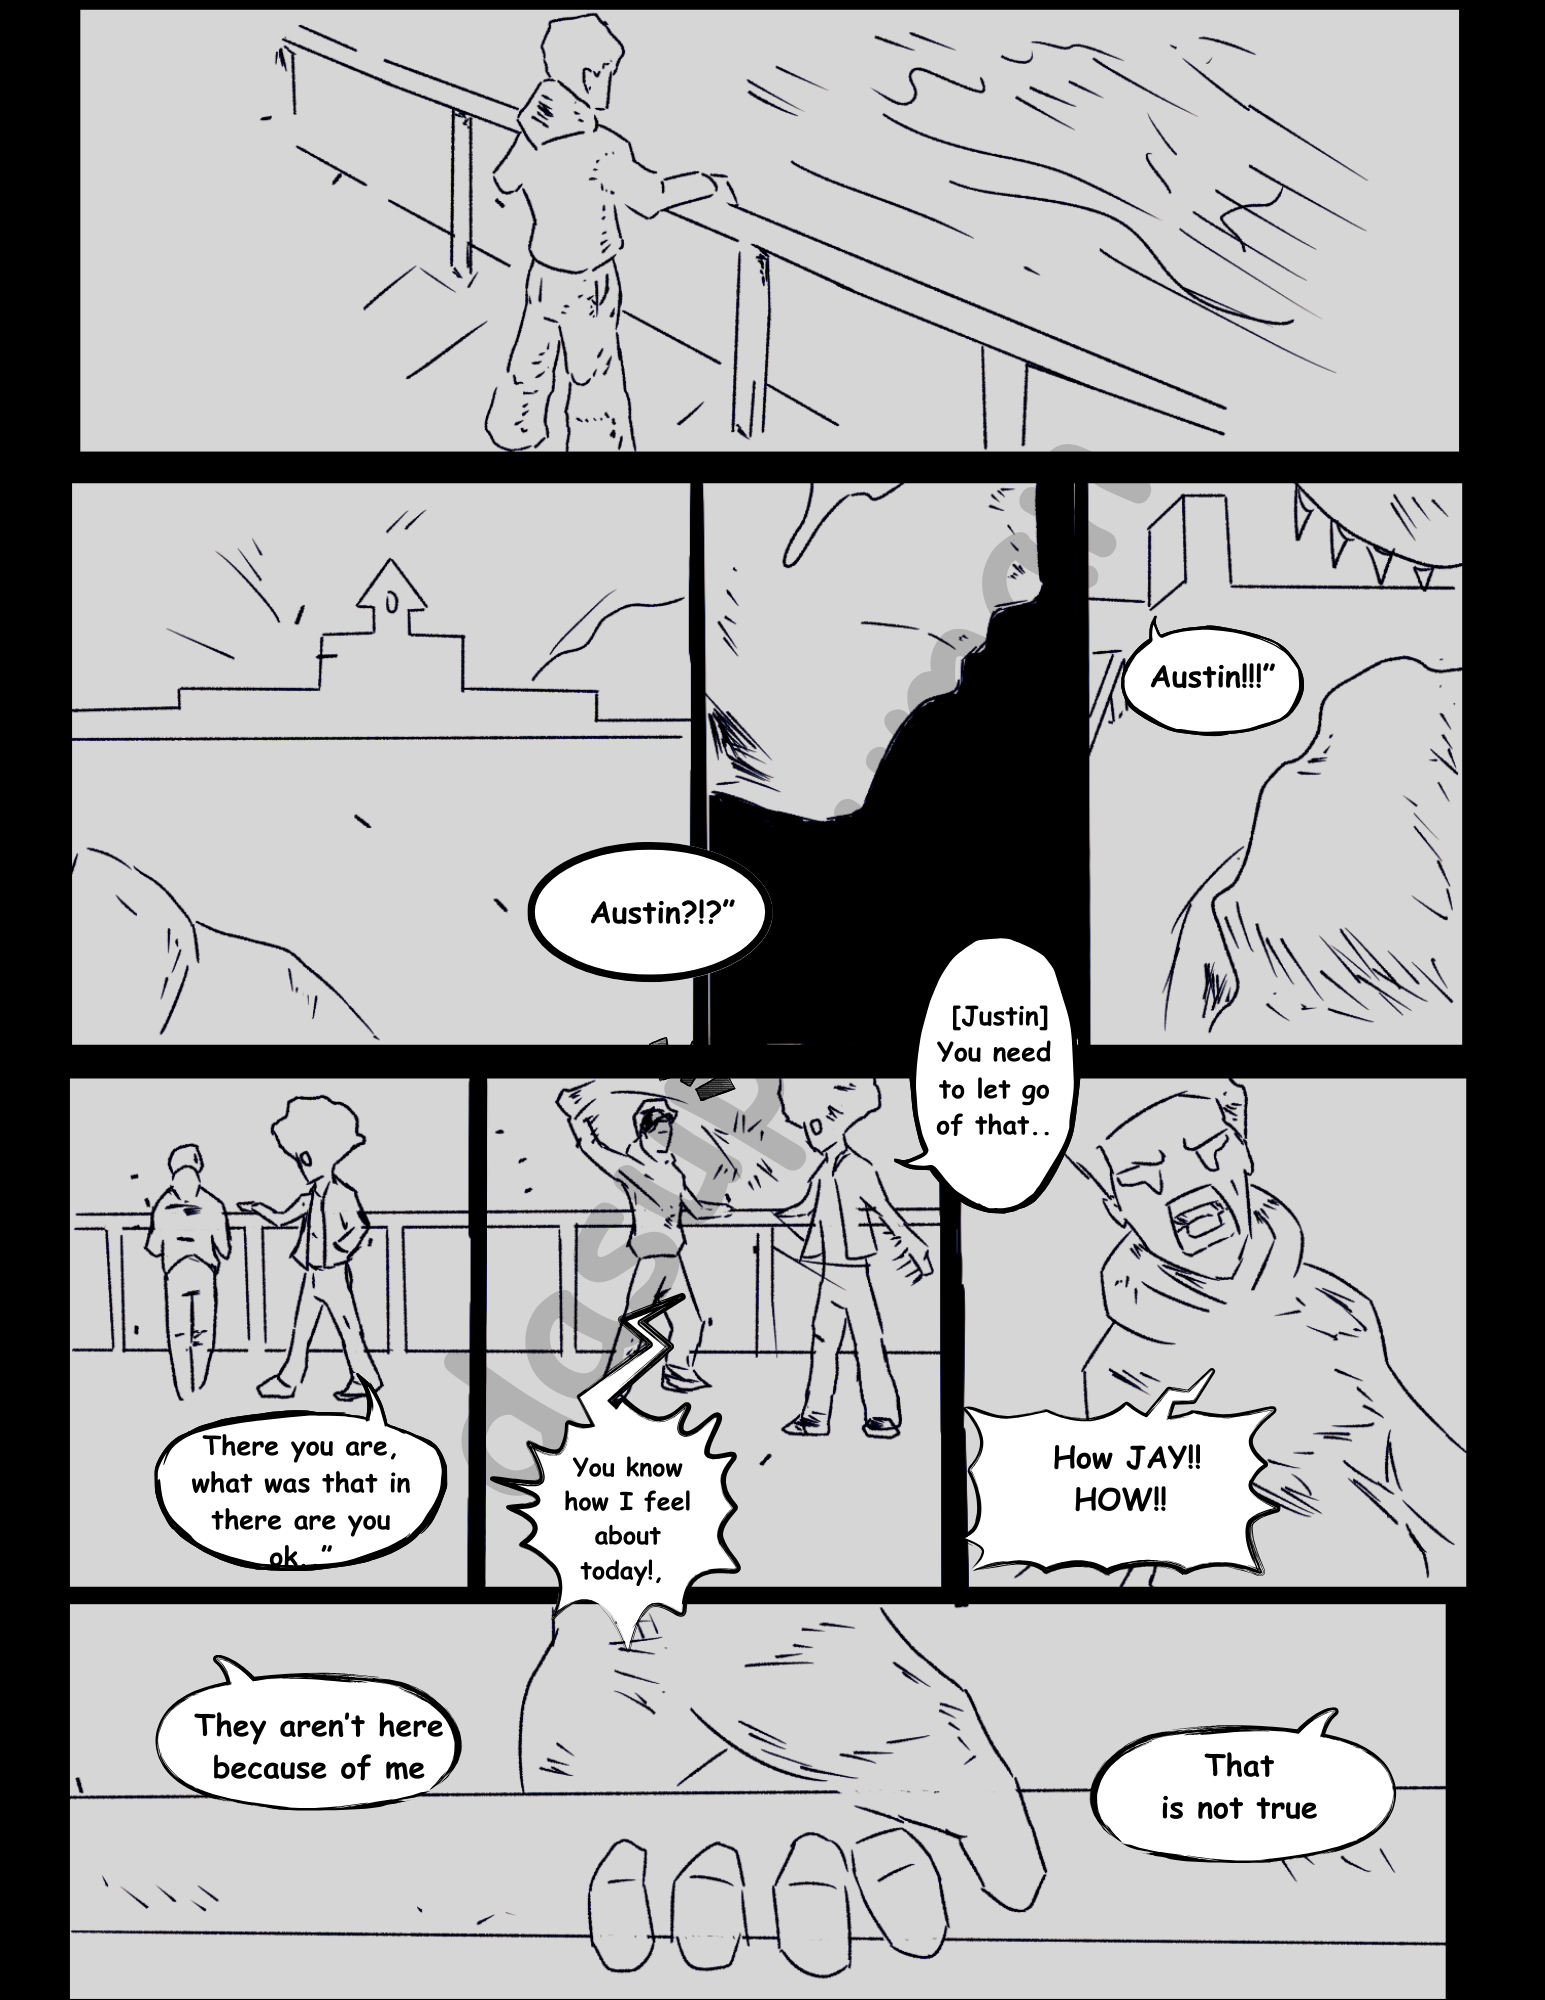 Austin?!?”
Austin!!!”
[Justin]
You need
to let go
of that..
There you are,
what was that in
there are you
ok. ”
You know
how I feel
about
today!,
How JAY!!
HOW!!
They aren't here
because of me
That
is not true